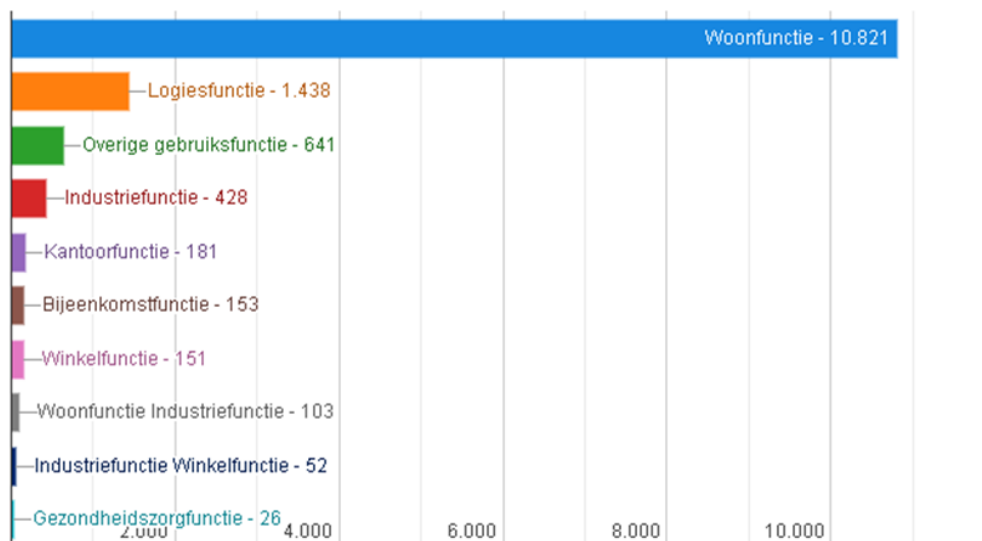 Woonfunctie - 10.821
Logiesfunctie - 1.438
Overige gebruiksfunctie - 641
Industriefunctie - 428
Kantoorfunctie - 181
Bijeenkomstfunctie - 153
Winkelfunctie - 151
Woonfunctie Industriefunctie - 103
Industriefunctie Winkelfunctie - 52
Gezondheidszorgfunctie - 26
2.000 4.000 6.000 8.000 10.000